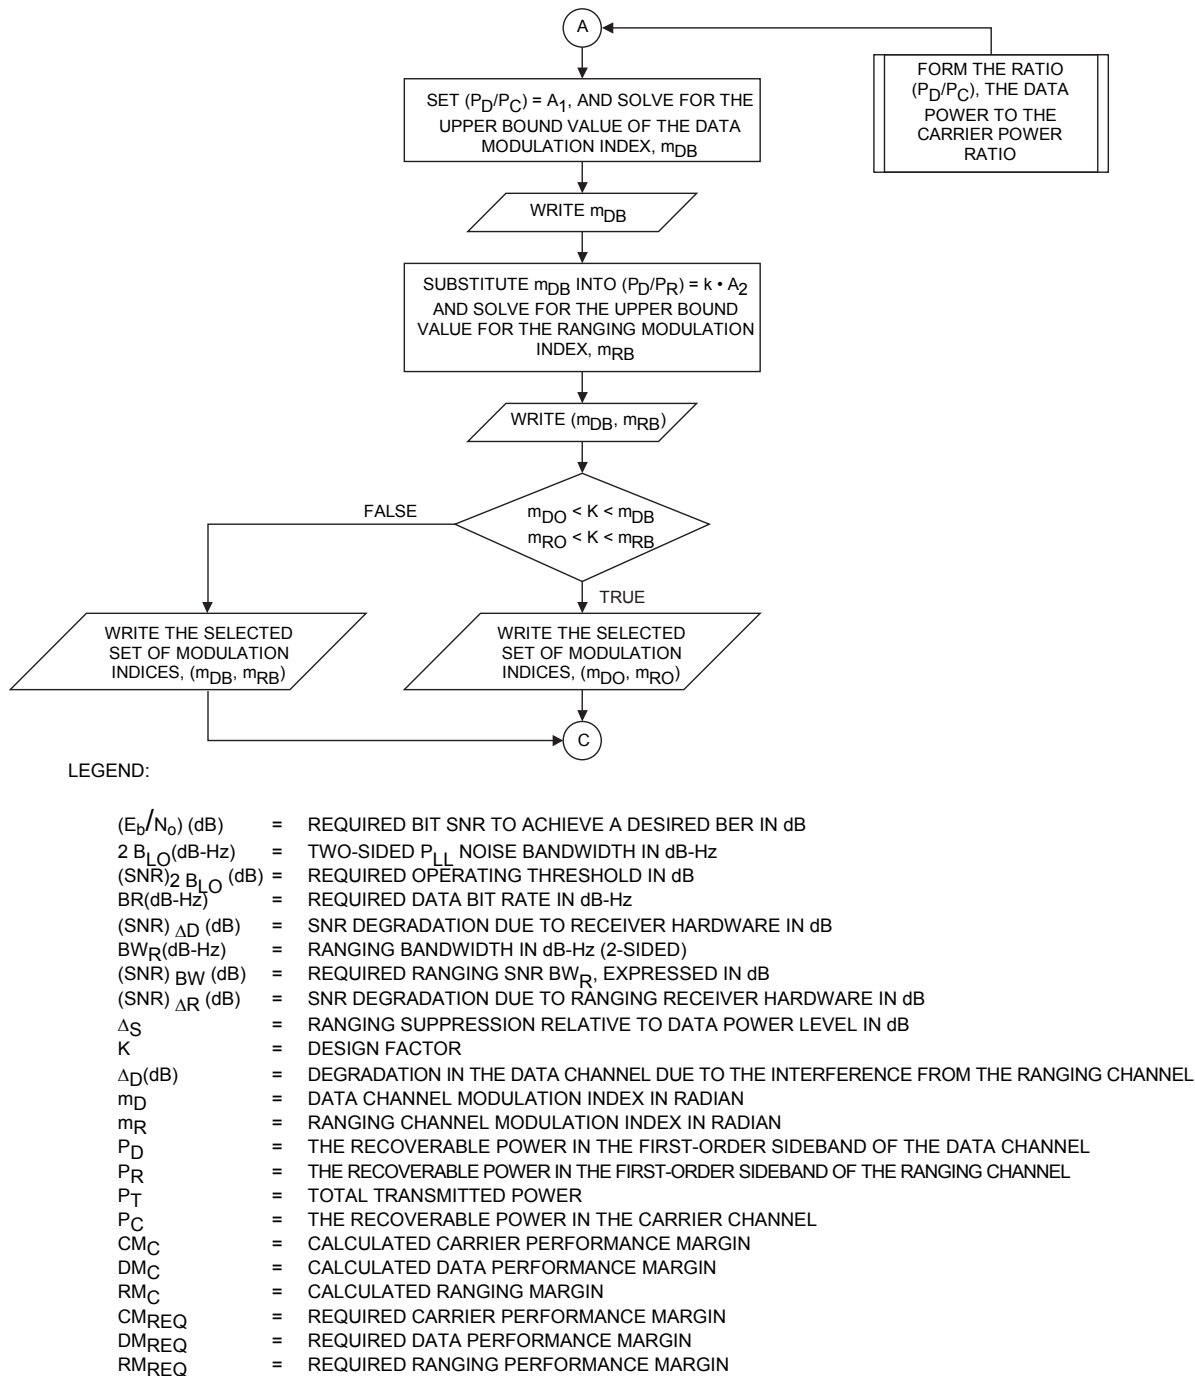 A
FORM THE RATIO
(PD/PC), THE DATA
POWER TO THE
CARRIER POWER
RATIO
SET (PD/PC) = A1, AND SOLVE FOR THE
UPPER BOUND VALUE OF THE DATA
MODULATION INDEX, mDB
WRITE mDB
SUBSTITUTE mDB INTO (PD/PR) = k • A2
AND SOLVE FOR THE UPPER BOUND
VALUE FOR THE RANGING MODULATION
INDEX, mRB
WRITE (mDB, mRB)
mDO < K < mDB
mRO < K < mRB
FALSE
TRUE
WRITE THE SELECTED
SET OF MODULATION
INDICES, (mDB, mRB)
WRITE THE SELECTED
SET OF MODULATION
INDICES, (mDO, mRO)
C
LEGEND:
(Eb/No) (dB) = REQUIRED BIT SNR TO ACHIEVE A DESIRED BER IN dB
2 BLO(dB-Hz) = TWO-SIDED PLL NOISE BANDWIDTH IN dB-Hz
(SNR)2 BLO (dB) = REQUIRED OPERATING THRESHOLD IN dB
BR(dB-Hz) = REQUIRED DATA BIT RATE IN dB-Hz
(SNR) ΔD (dB) = SNR DEGRADATION DUE TO RECEIVER HARDWARE IN dB
BWR(dB-Hz) = RANGING BANDWIDTH IN dB-Hz (2-SIDED)
(SNR) BW (dB) = REQUIRED RANGING SNR BWR, EXPRESSED IN dB
(SNR) ΔR (dB) = SNR DEGRADATION DUE TO RANGING RECEIVER HARDWARE IN dB
ΔS = RANGING SUPPRESSION RELATIVE TO DATA POWER LEVEL IN dB
K = DESIGN FACTOR
ΔD(dB) = DEGRADATION IN THE DATA CHANNEL DUE TO THE INTERFERENCE FROM THE RANGING CHANNEL
mD = DATA CHANNEL MODULATION INDEX IN RADIAN
mR = RANGING CHANNEL MODULATION INDEX IN RADIAN
PD = THE RECOVERABLE POWER IN THE FIRST-ORDER SIDEBAND OF THE DATA CHANNEL
PR = THE RECOVERABLE POWER IN THE FIRST-ORDER SIDEBAND OF THE RANGING CHANNEL
PT = TOTAL TRANSMITTED POWER
PC = THE RECOVERABLE POWER IN THE CARRIER CHANNEL
CMC = CALCULATED CARRIER PERFORMANCE MARGIN
DMC = CALCULATED DATA PERFORMANCE MARGIN
RMC = CALCULATED RANGING MARGIN
CMREQ = REQUIRED CARRIER PERFORMANCE MARGIN
DMREQ = REQUIRED DATA PERFORMANCE MARGIN
RMREQ = REQUIRED RANGING PERFORMANCE MARGIN